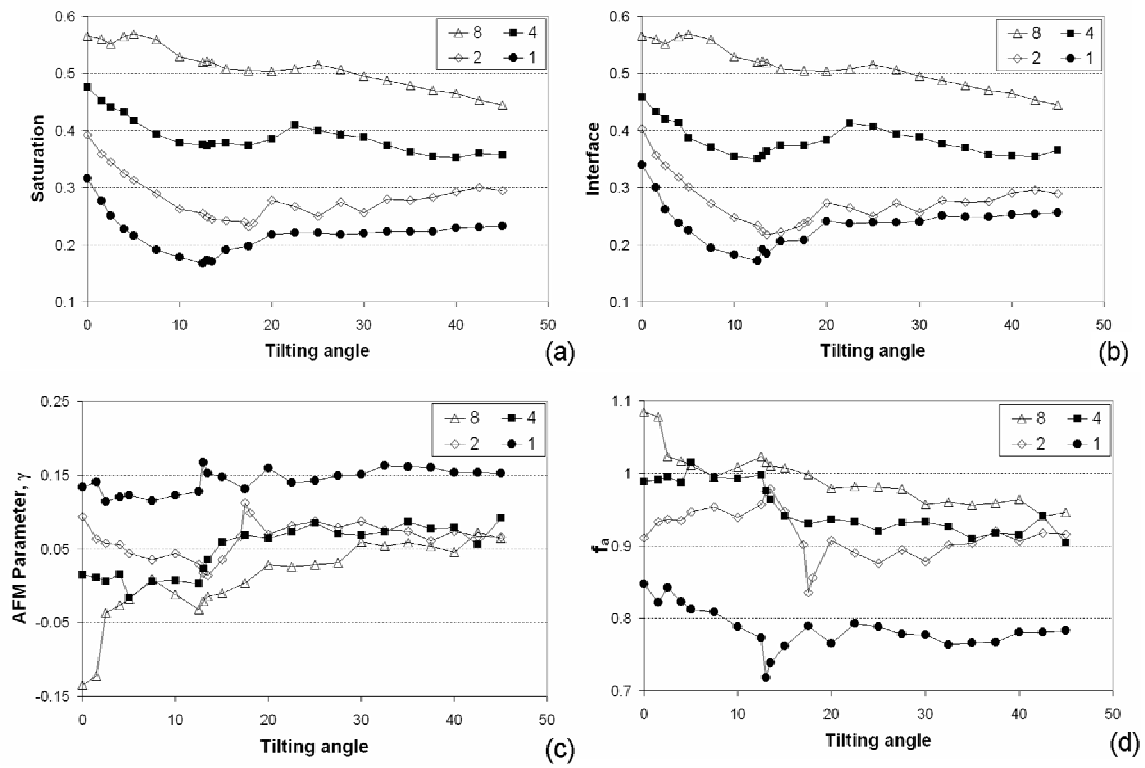 0.6
0.5
0.4
0.3
0.2
0.1
Saturation
8 4
2 1
0 10 20 30 40 50
Tilting angle
(a)
0.6
0.5
0.4
0.3
0.2
0.1
Interface
8 4
2 1
0 10 20 30 40 50
Tilting angle
(b)
0.25
0.15
0.05
-0.05
-0.15
AFM Parameter, γ
8 4
2 1
0 10 20 30 40 50
Tilting angle
(c)
1.1
1
0.9
0.8
0.7
fa
8 4
2 1
0 10 20 30 40 50
Tilting angle
(d)